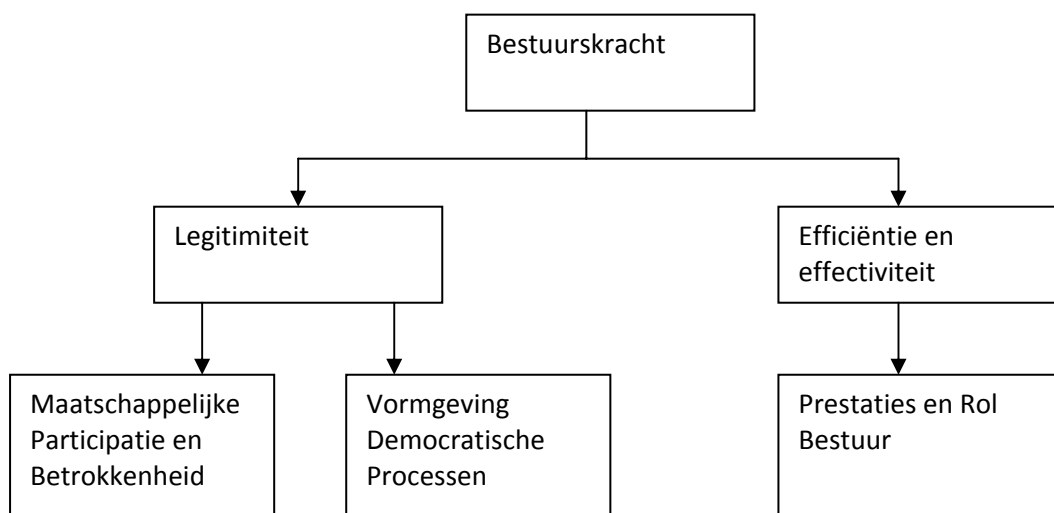 Bestuurskracht
Legitimiteit
Efficiëntie en
effectiviteit
Maatschappelijke
Participatie en
Betrokkenheid
Vormgeving
Democratische
Processen
Prestaties en Rol
Bestuur